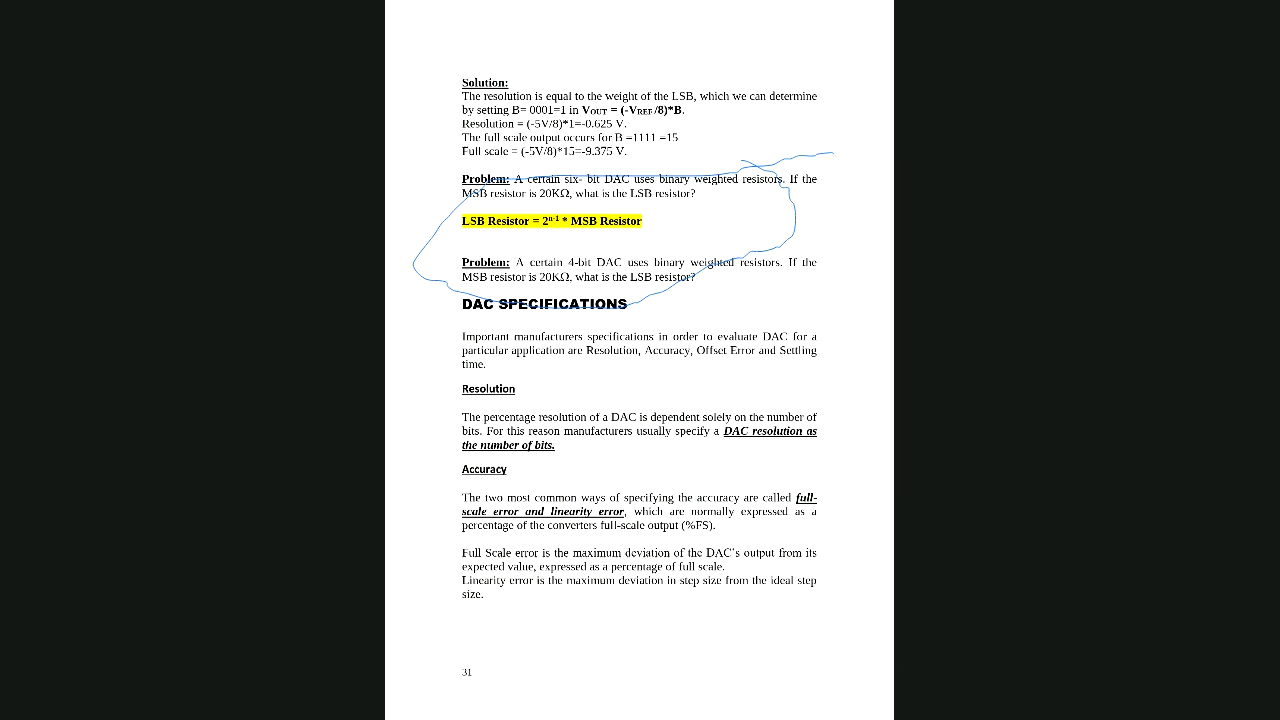 Solution:
The resolution is equal to the weight of the LSB, which we can determine
by setting B= 0001=1 in VOUT = (-VREF /8)*B.
Resolution = (-5V/8)*1=-0.625 V.
The full scale output occurs for B =1111 =15
Full scale = (-5V/8)*15=-9.375 V.
Problem: A certain six- bit DAC uses binary weighted resistors. If the
MSB resistor is 20KΩ, what is the LSB resistor?
LSB Resistor = 2ⁿ⁻¹ * MSB Resistor
Problem: A certain 4-bit DAC uses binary weighted resistors. If the
MSB resistor is 20KΩ, what is the LSB resistor?
DAC SPECIFICATIONS
Important manufacturers specifications in order to evaluate DAC for a
particular application are Resolution, Accuracy, Offset Error and Settling
time.
Resolution
The percentage resolution of a DAC is dependent solely on the number of
bits. For this reason manufacturers usually specify a DAC resolution as
the number of bits.
Accuracy
The two most common ways of specifying the accuracy are called full-
scale error and linearity error, which are normally expressed as a
percentage of the converters full-scale output (%FS).
Full Scale error is the maximum deviation of the DAC's output from its
expected value, expressed as a percentage of full scale.
Linearity error is the maximum deviation in step size from the ideal step
size.
31